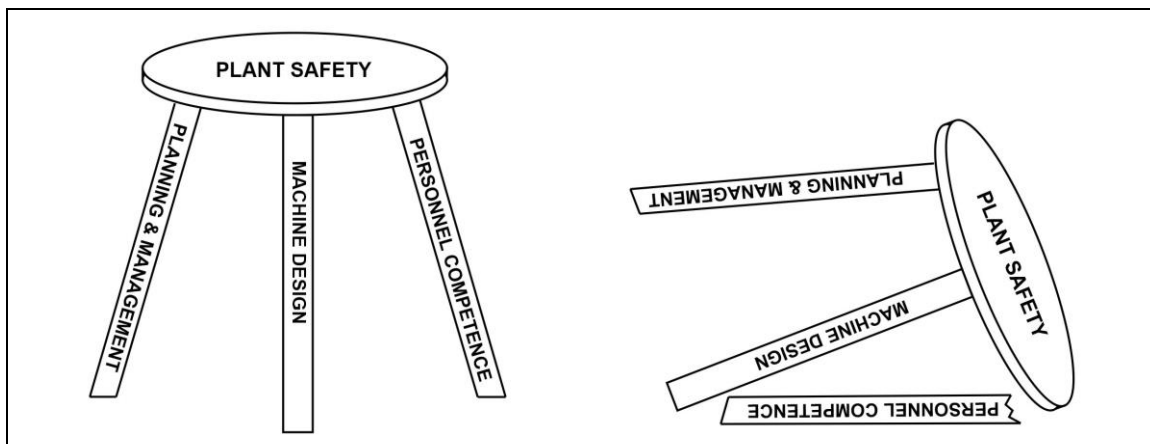 PLANT SAFETY
PLANNING & MANAGEMENT
MACHINE DESIGN
PERSONNEL COMPETENCE
PLANNING & MANAGEMENT
PLANT SAFETY
MACHINE DESIGN
PERSONNEL COMPETENCE